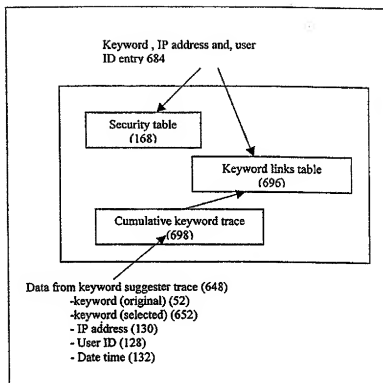 Keyword , IP address and, user
ID entry 684
Security table
(168)
Keyword links table
(696)
Cumulative keyword trace
(698)
Data from keyword suggester trace (648)
-keyword (original) (52)
-keyword (selected) (652)
- IP address (130)
- User ID (128)
- Date time (132)